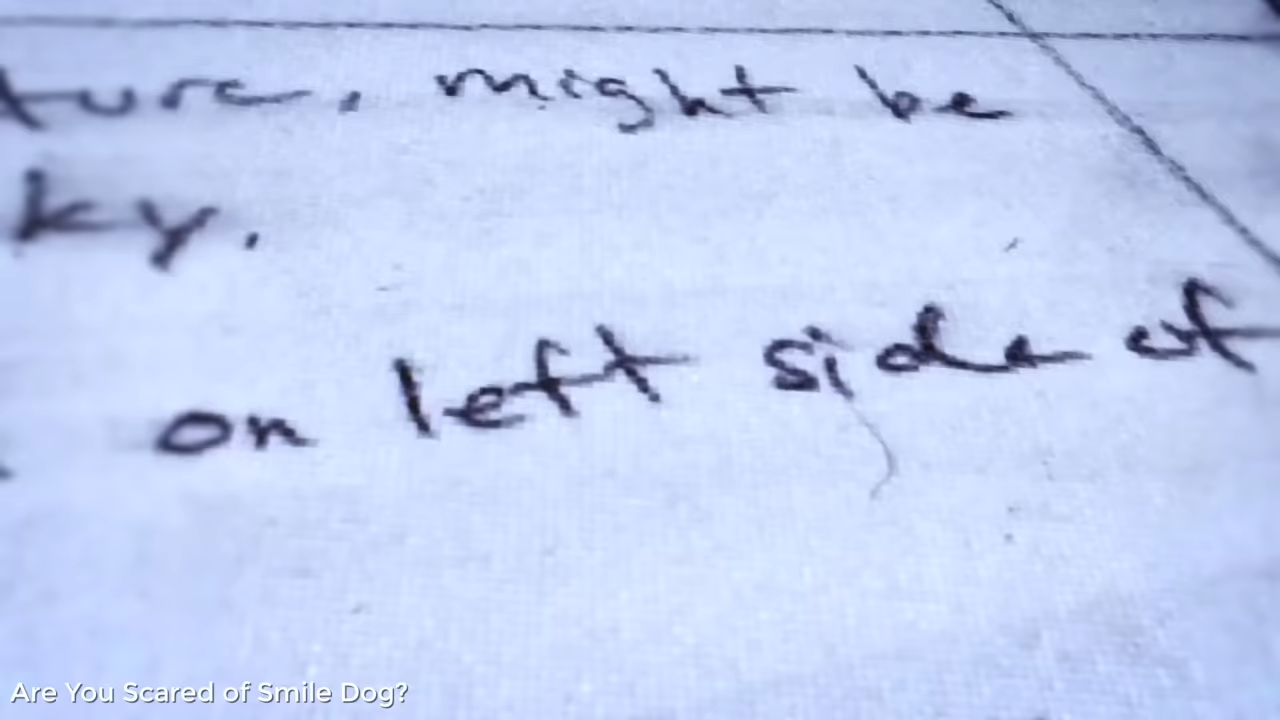 ture, might be
ky.
on left side of
Are You Scared of Smile Dog?